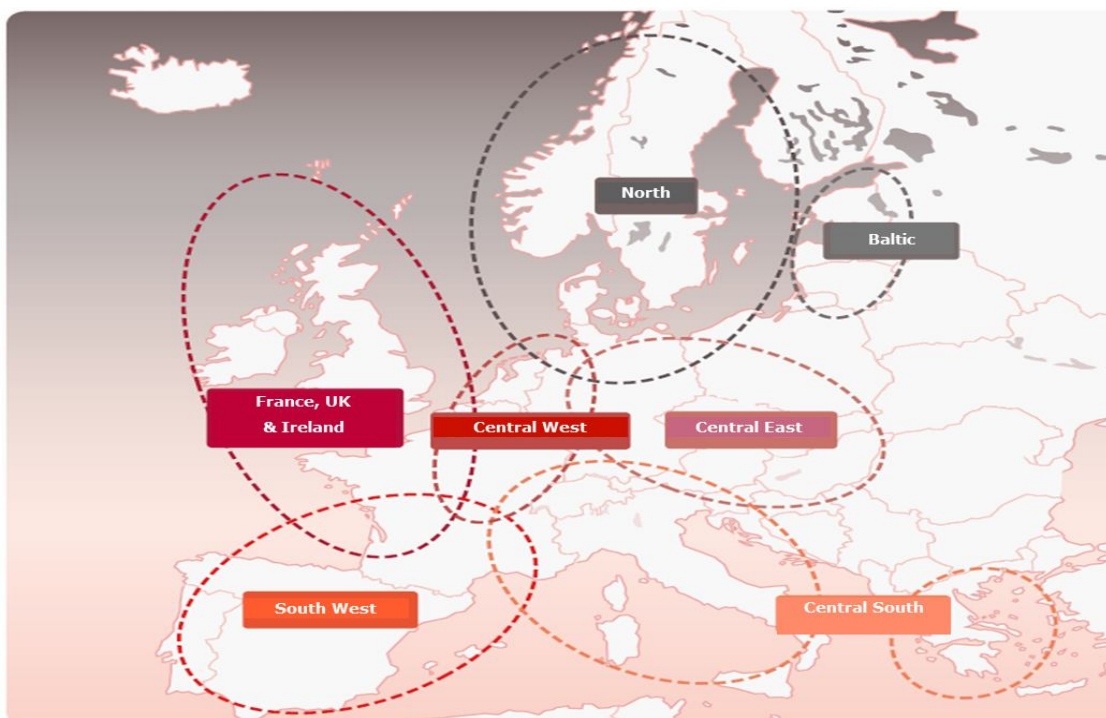 North
Baltic
France, UK
& Ireland
Central West
Central East
South West
Central South